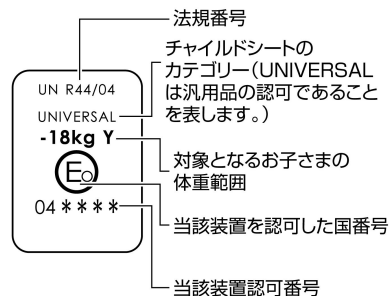 法規番号
チャイルドシートの
カテゴリー(UNIVERSAL
は汎用品の認可であること
を表します。)
対象となるお子さまの
体重範囲
当該装置を認可した国番号
当該装置認可番号
UN R44/04
UNIVERSAL
-18kg Y
E○
04＊＊＊＊